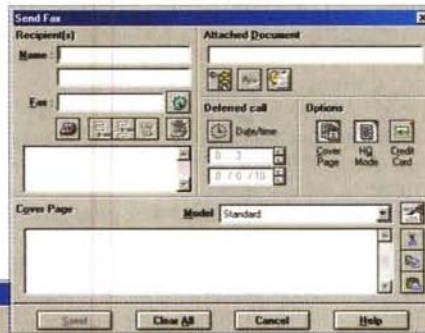 Send Fax
Recipient(s)
Name :
Fax :
Attached Document
Deferred call
Date/time
Options
Cover Page
HQ Mode
Credit Card
Cover Page
Model Standard
Send
Clear All
Cancel
Help